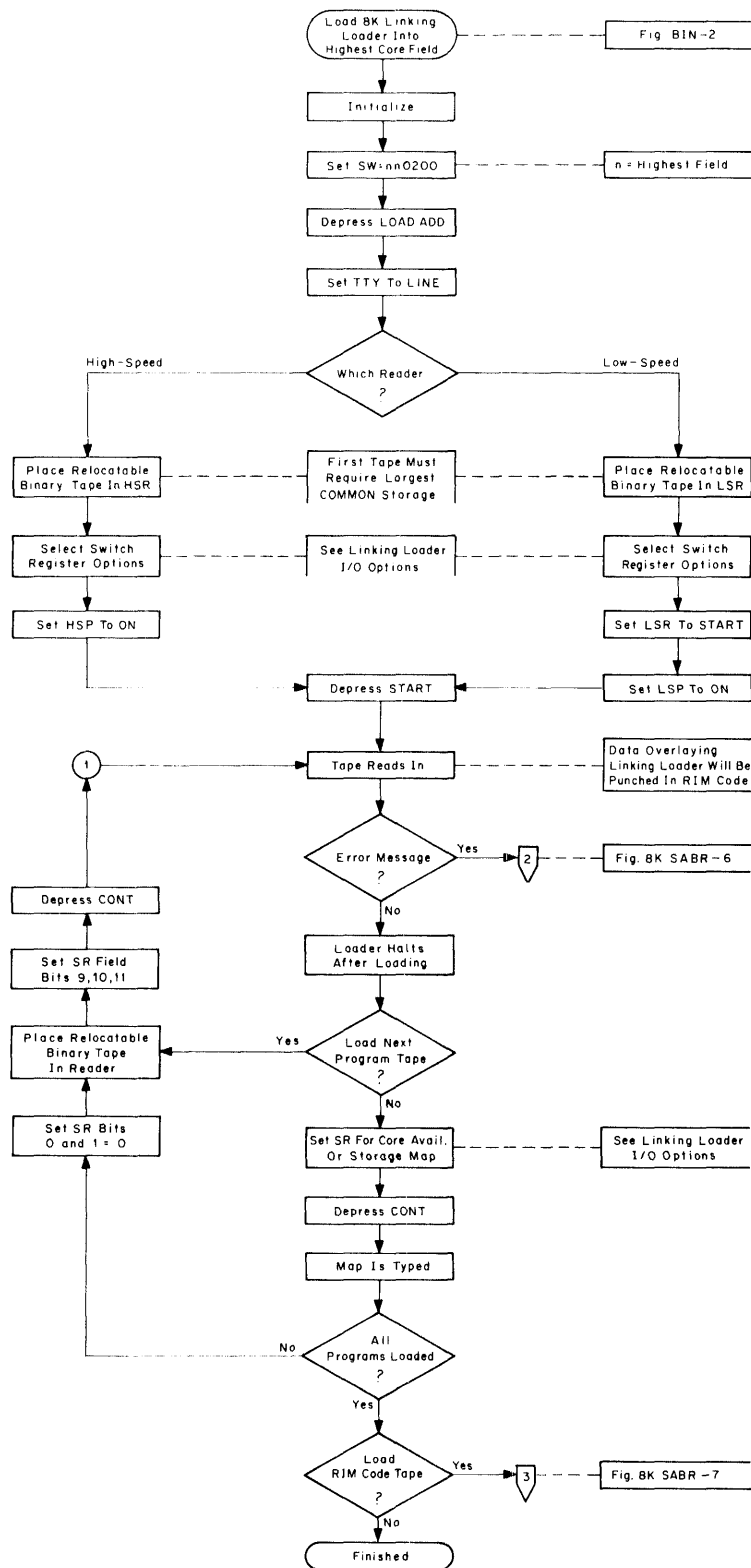 Load 8K Linking
Loader Into
Highest Core Field
Fig BIN-2
Initialize
Set SW=nn0200
n = Highest Field
Depress LOAD ADD
Set TTY To LINE
High-Speed
Which Reader
?
Low-Speed
Place Relocatable
Binary Tape In HSR
First Tape Must
Require Largest
COMMON Storage
Place Relocatable
Binary Tape In LSR
Select Switch
Register Options
See Linking Loader
I/O Options
Select Switch
Register Options
Set HSP To ON
Set LSR To START
Depress START
Set LSP To ON
1
Tape Reads In
Data Overlaying
Linking Loader Will Be
Punched In RIM Code
Error Message
?
Yes
2
Fig. 8K SABR-6
No
Depress CONT
Loader Halts
After Loading
Set SR Field
Bits 9,10,11
Place Relocatable
Binary Tape
In Reader
Yes
Load Next
Program Tape
?
No
Set SR Bits
0 and 1 = 0
Set SR For Core Avail.
Or Storage Map
See Linking Loader
I/O Options
Depress CONT
Map Is Typed
No
All
Programs Loaded
?
Yes
Load
RIM Code Tape
?
Yes
3
Fig. 8K SABR -7
No
Finished